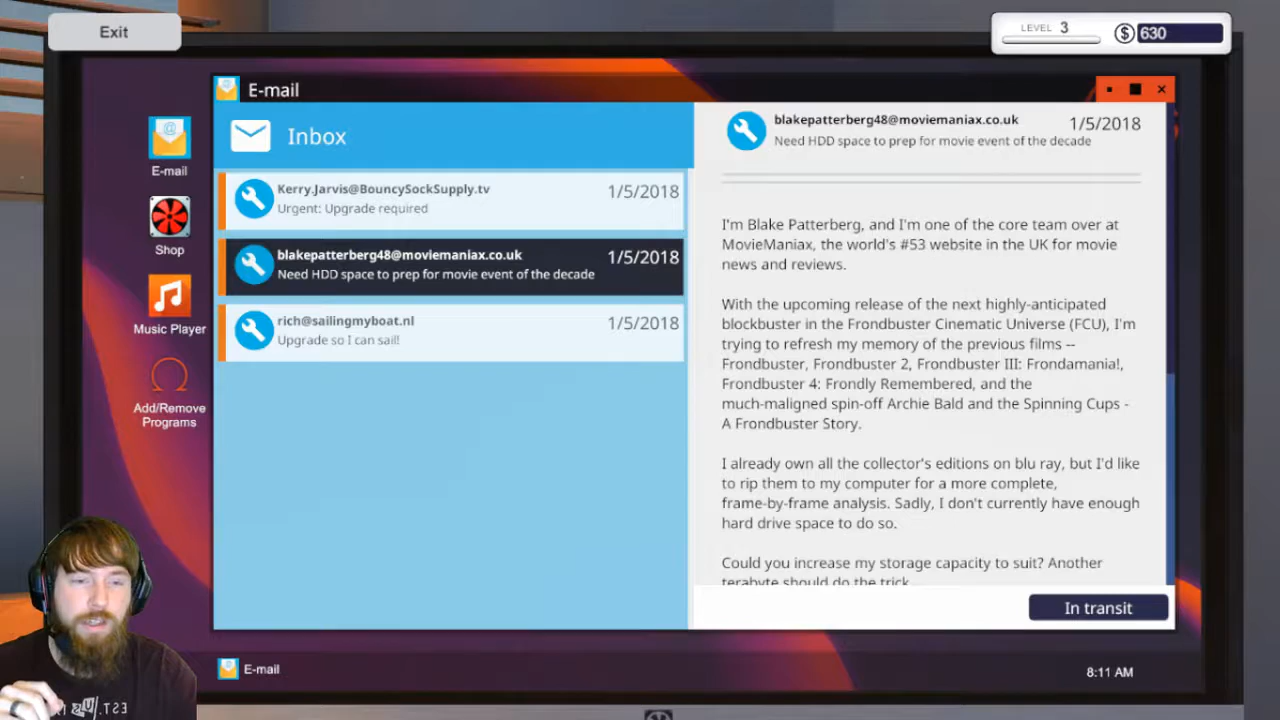 Exit
LEVEL 3
$ 630
E-mail
Inbox
Kerry.Jarvis@BouncySockSupply.tv 1/5/2018
Urgent: Upgrade required
blakepatterberg48@moviemaniax.co.uk 1/5/2018
Need HDD space to prep for movie event of the decade
rich@sailingmyboat.nl 1/5/2018
Upgrade so I can sail!
E-mail
Shop
Music Player
Add/Remove
Programs
blakepatterberg48@moviemaniax.co.uk 1/5/2018
Need HDD space to prep for movie event of the decade
I'm Blake Patterberg, and I'm one of the core team over at
MovieManiax, the world's #53 website in the UK for movie
news and reviews.
With the upcoming release of the next highly-anticipated
blockbuster in the Frondbuster Cinematic Universe (FCU), I'm
trying to refresh my memory of the previous films --
Frondbuster, Frondbuster 2, Frondbuster III: Frondamania!,
Frondbuster 4: Frondly Remembered, and the
much-maligned spin-off Archie Bald and the Spinning Cups -
A Frondbuster Story.
I already own all the collector's editions on blu ray, but I'd like
to rip them to my computer for a more complete,
frame-by-frame analysis. Sadly, I don't currently have enough
hard drive space to do so.
Could you increase my storage capacity to suit? Another
terabyte should do the trick
In transit
E-mail
8:11 AM